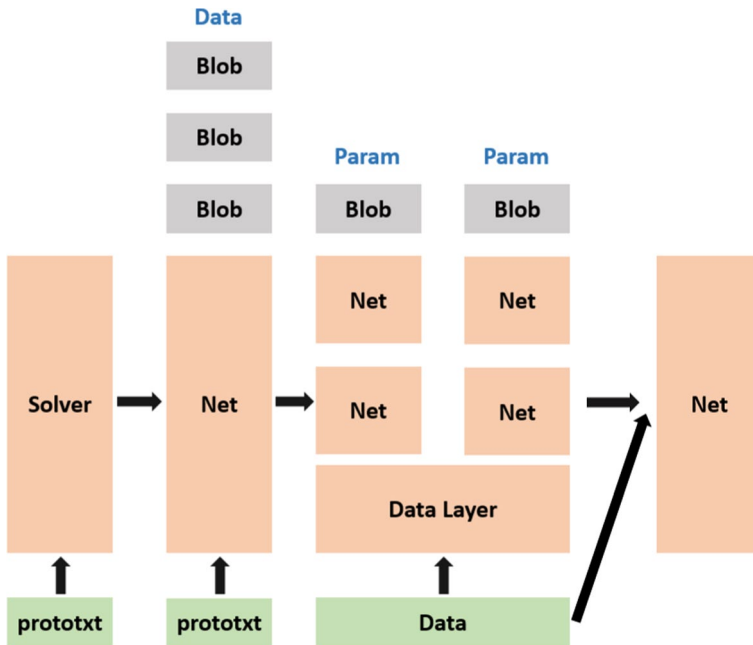 Data
Blob
Blob
Param
Param
Blob
Blob
Blob
Net
Net
Solver
Net
Net
Net
Net
Data Layer
prototxt
prototxt
Data